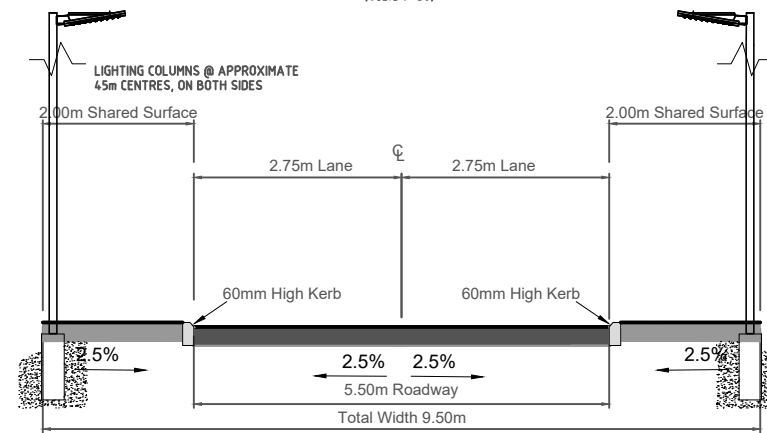 LIGHTING COLUMNS @ APPROXIMATE
45m CENTRES, ON BOTH SIDES
2.00m Shared Surface
2.00m Shared Surface
℄
2.75m Lane
2.75m Lane
60mm High Kerb
60mm High Kerb
2.5%
2.5%
2.5%
2.5%
5.50m Roadway
Total Width 9.50m